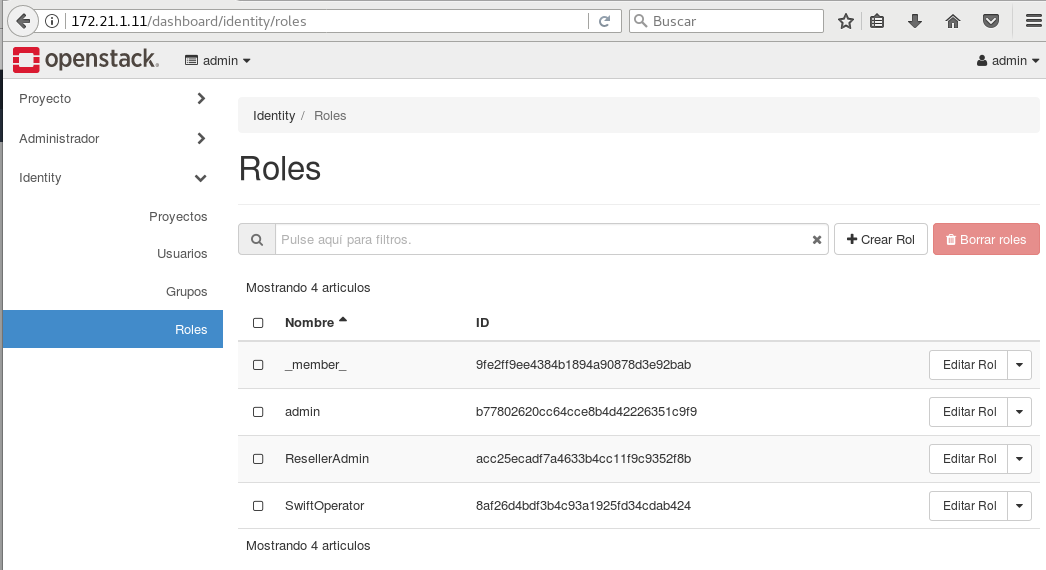 172.21.1.11/dashboard/identity/roles
Buscar
openstack.
admin
admin
Proyecto
Administrador
Identity
Proyectos
Usuarios
Grupos
Roles
Identity / Roles
Roles
Pulse aquí para filtros.
Crear Rol
Borrar roles
Mostrando 4 articulos
Nombre ID
_member_ 9fe2ff9ee4384b1894a90878d3e92bab Editar Rol
admin b77802620cc64cce8b4d42226351c9f9 Editar Rol
ResellerAdmin acc25ecadf7a4633b4cc11f9c9352f8b Editar Rol
SwiftOperator 8af26d4bdf3b4c93a1925fd34cdab424 Editar Rol
Mostrando 4 articulos